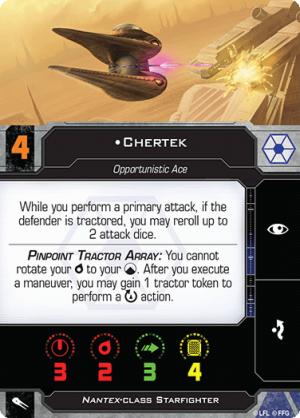 4
•CHERTEK
Opportunistic Ace
While you perform a primary attack, if the
defender is tractored, you may reroll up to
2 attack dice.
PINPOINT TRACTOR ARRAY: You cannot
rotate your to your . After you execute
a maneuver, you may gain 1 tractor token to
perform a action.
3 2 3 4
NANTEX-CLASS STARFIGHTER
©LFL ©FFG